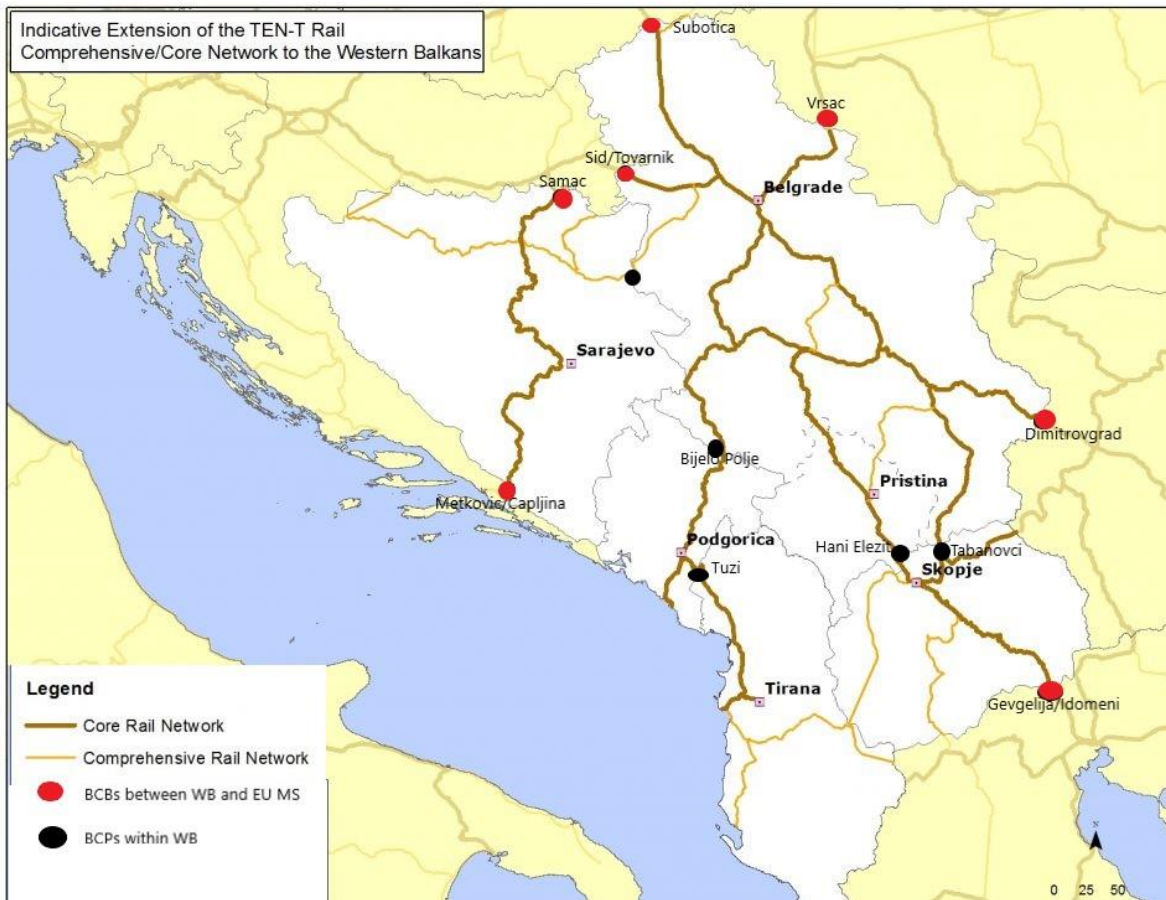 Indicative Extension of the TEN-T Rail
Comprehensive/Core Network to the Western Balkans
Subotica
Vrsac
Sid/Tovarnik
Samac
Belgrade
Sarajevo
Dimitrovgrad
Bijelo Polje
Pristina
Metkovic/Capljina
Podgorica
Hani Elezit
Tabanovci
Tuzi
Skopje
Tirana
Gevgelija/Idomeni
Legend
Core Rail Network
Comprehensive Rail Network
BCBs between WB and EU MS
BCPs within WB
N
0 25 50